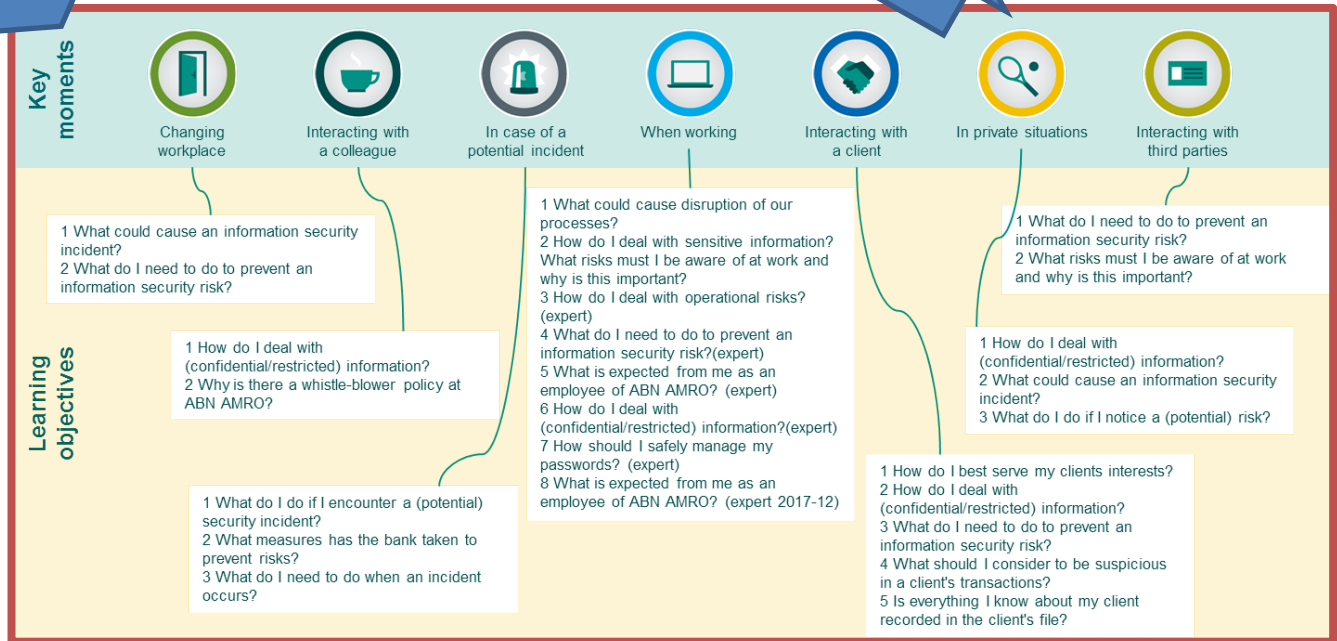 Key
moments
Changing
workplace
Interacting with
a colleague
In case of a
potential incident
When working
Interacting with
a client
In private situations
Interacting with
third parties
Learning
objectives
1 What could cause an information security
incident?
2 What do I need to do to prevent an
information security risk?
1 How do I deal with
(confidential/restricted) information?
2 Why is there a whistle-blower policy at
ABN AMRO?
1 What do I do if I encounter a (potential)
security incident?
2 What measures has the bank taken to
prevent risks?
3 What do I need to do when an incident
occurs?
1 What could cause disruption of our
processes?
2 How do I deal with sensitive information?
What risks must I be aware of at work and
why is this important?
3 How do I deal with operational risks?
(expert)
4 What do I need to do to prevent an
information security risk?(expert)
5 What is expected from me as an
employee of ABN AMRO? (expert)
6 How do I deal with
(confidential/restricted) information?(expert)
7 How should I safely manage my
passwords? (expert)
8 What is expected from me as an
employee of ABN AMRO? (expert 2017-12)
1 How do I best serve my clients interests?
2 How do I deal with
(confidential/restricted) information?
3 What do I need to do to prevent an
information security risk?
4 What should I consider to be suspicious
in a client's transactions?
5 Is everything I know about my client
recorded in the client's file?
1 How do I deal with
(confidential/restricted) information?
2 What could cause an information security
incident?
3 What do I do if I notice a (potential) risk?
1 What do I need to do to prevent an
information security risk?
2 What risks must I be aware of at work
and why is this important?